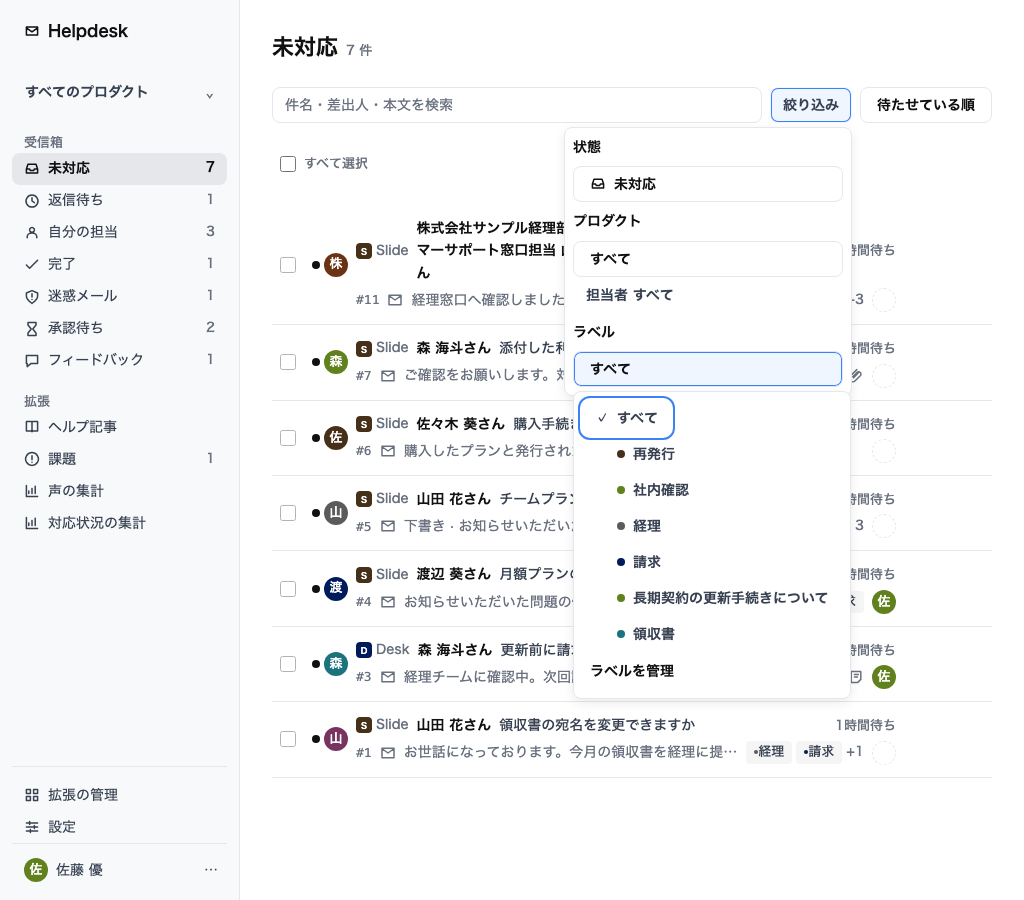 Helpdesk
すべてのプロダクト
受信箱
未対応 7
返信待ち 1
自分の担当 3
完了 1
迷惑メール 1
承認待ち 2
フィードバック 1
拡張
ヘルプ記事
課題 1
声の集計
対応状況の集計
拡張の管理
設定
佐 佐藤 優 ···
未対応 7 件
件名・差出人・本文を検索 絞り込み 待たせている順
すべて選択
状態
未対応
プロダクト
すべて
担当者 すべて
ラベル
すべて
✓ すべて
再発行
社内確認
経理
請求
長期契約の更新手続きについて
領収書
ラベルを管理
株 S Slide 株式会社サンプル経理部
マーサポート窓口担当
ん
時間待ち
#11 経理窓口へ確認しました
森 S Slide 森 海斗さん 添付した
時間待ち
#7 ご確認をお願いします。
佐 S Slide 佐々木 葵さん 購入手続
時間待ち
#6 購入したプランと発行され
山 S Slide 山田 花さん チームプラ
時間待ち
#5 下書き · お知らせいただい
3
渡 S Slide 渡辺 葵さん 月額プランの
時間待ち
#4 お知らせいただいた問題の
佐
森 D Desk 森 海斗さん 更新前に
時間待ち
#3 経理チームに確認中。次回
佐
山 S Slide 山田 花さん 領収書の宛名を変更できますか 1時間待ち
#1 お世話になっております。今月の領収書を経理に提… •経理 •請求 +1